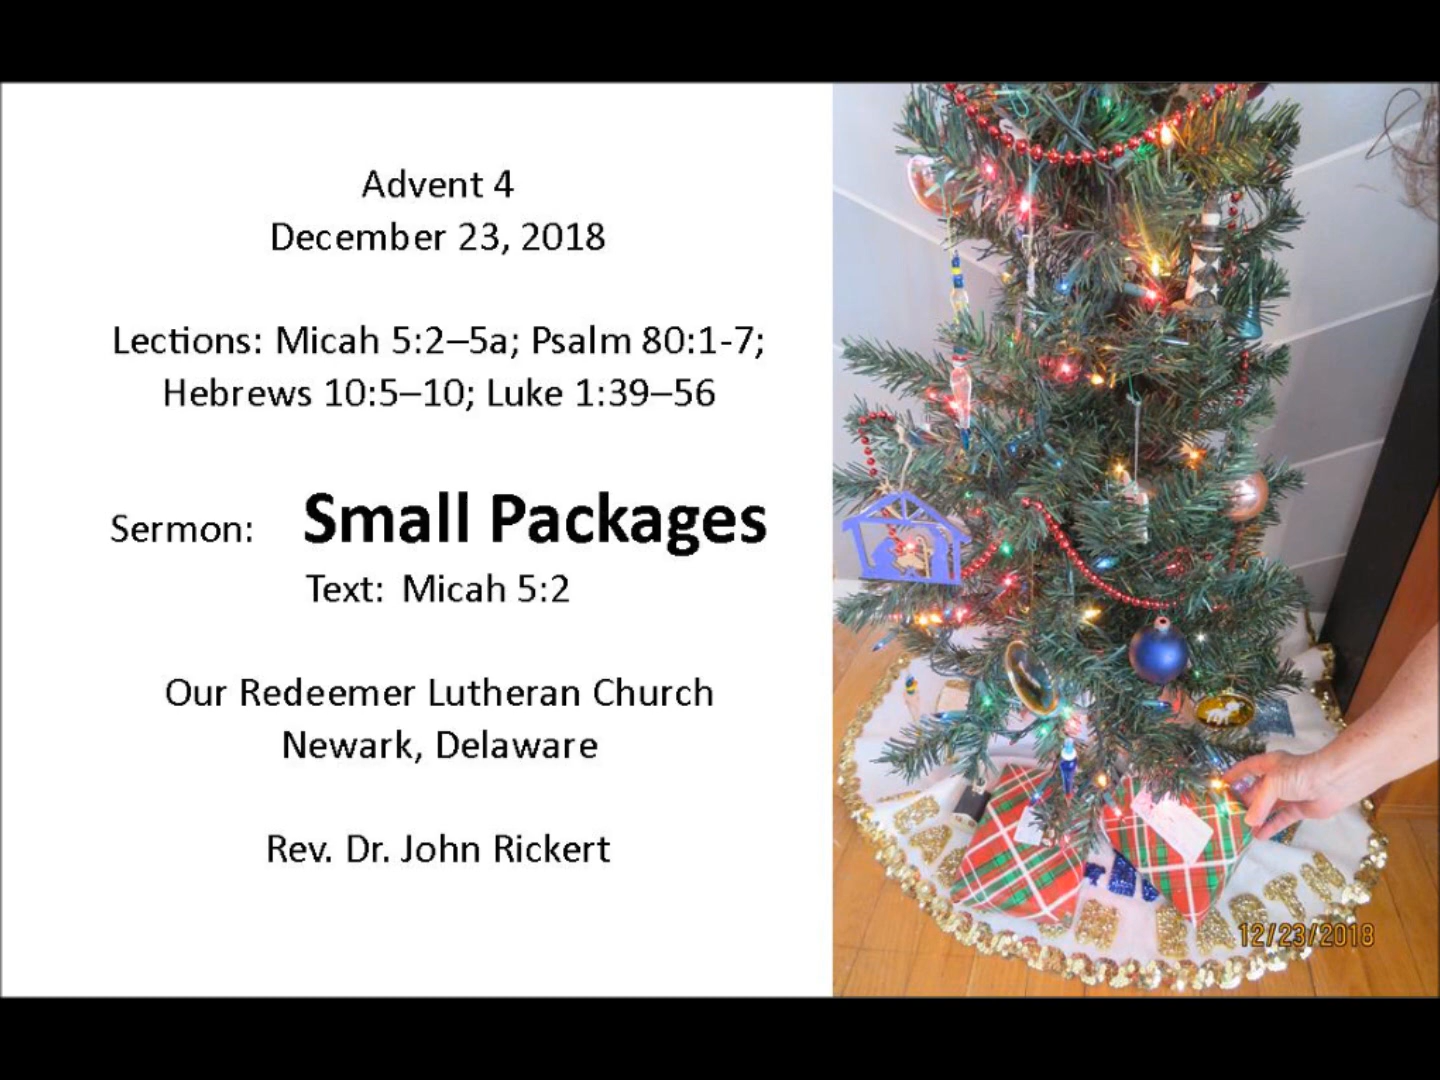 Advent 4
December 23, 2018
Lections: Micah 5:2–5a; Psalm 80:1-7;
Hebrews 10:5–10; Luke 1:39–56
Sermon: Small Packages
Text: Micah 5:2
Our Redeemer Lutheran Church
Newark, Delaware
Rev. Dr. John Rickert
12/23/2018